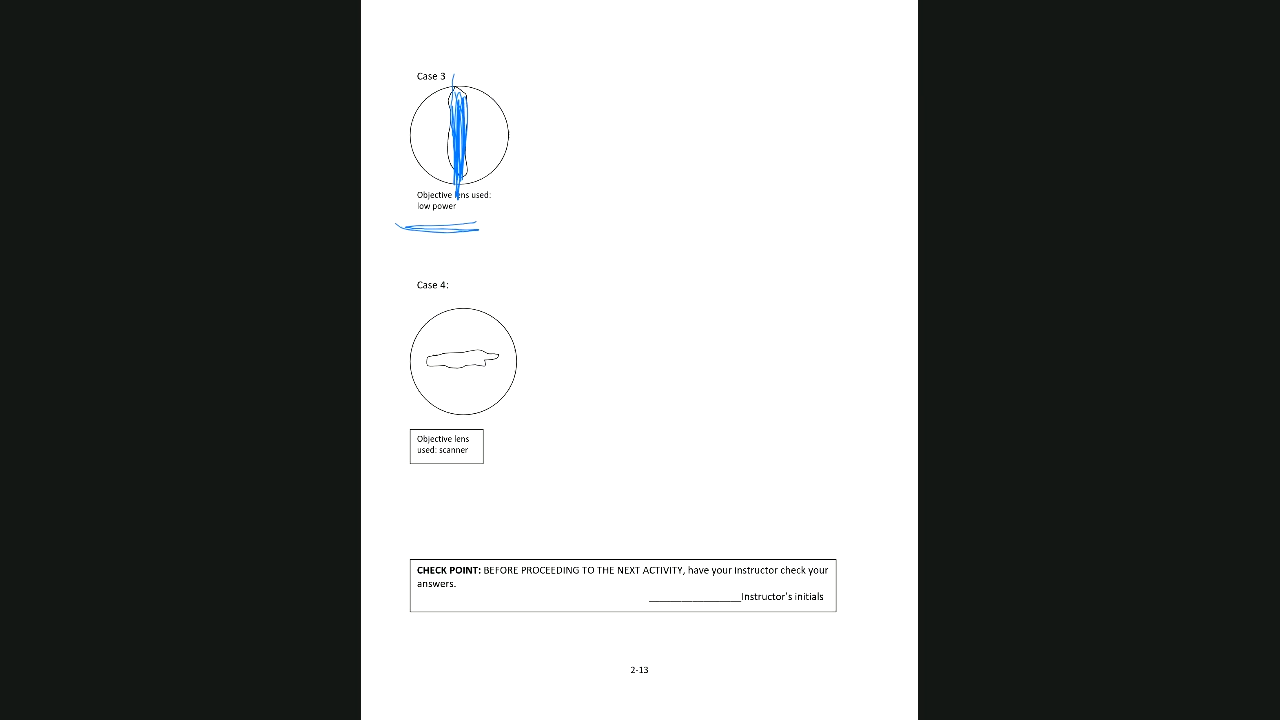 Case 3
Objective lens used:
low power
Case 4:
Objective lens
used: scanner
CHECK POINT: BEFORE PROCEEDING TO THE NEXT ACTIVITY, have your instructor check your
answers.
_________________Instructor's initials
2-13